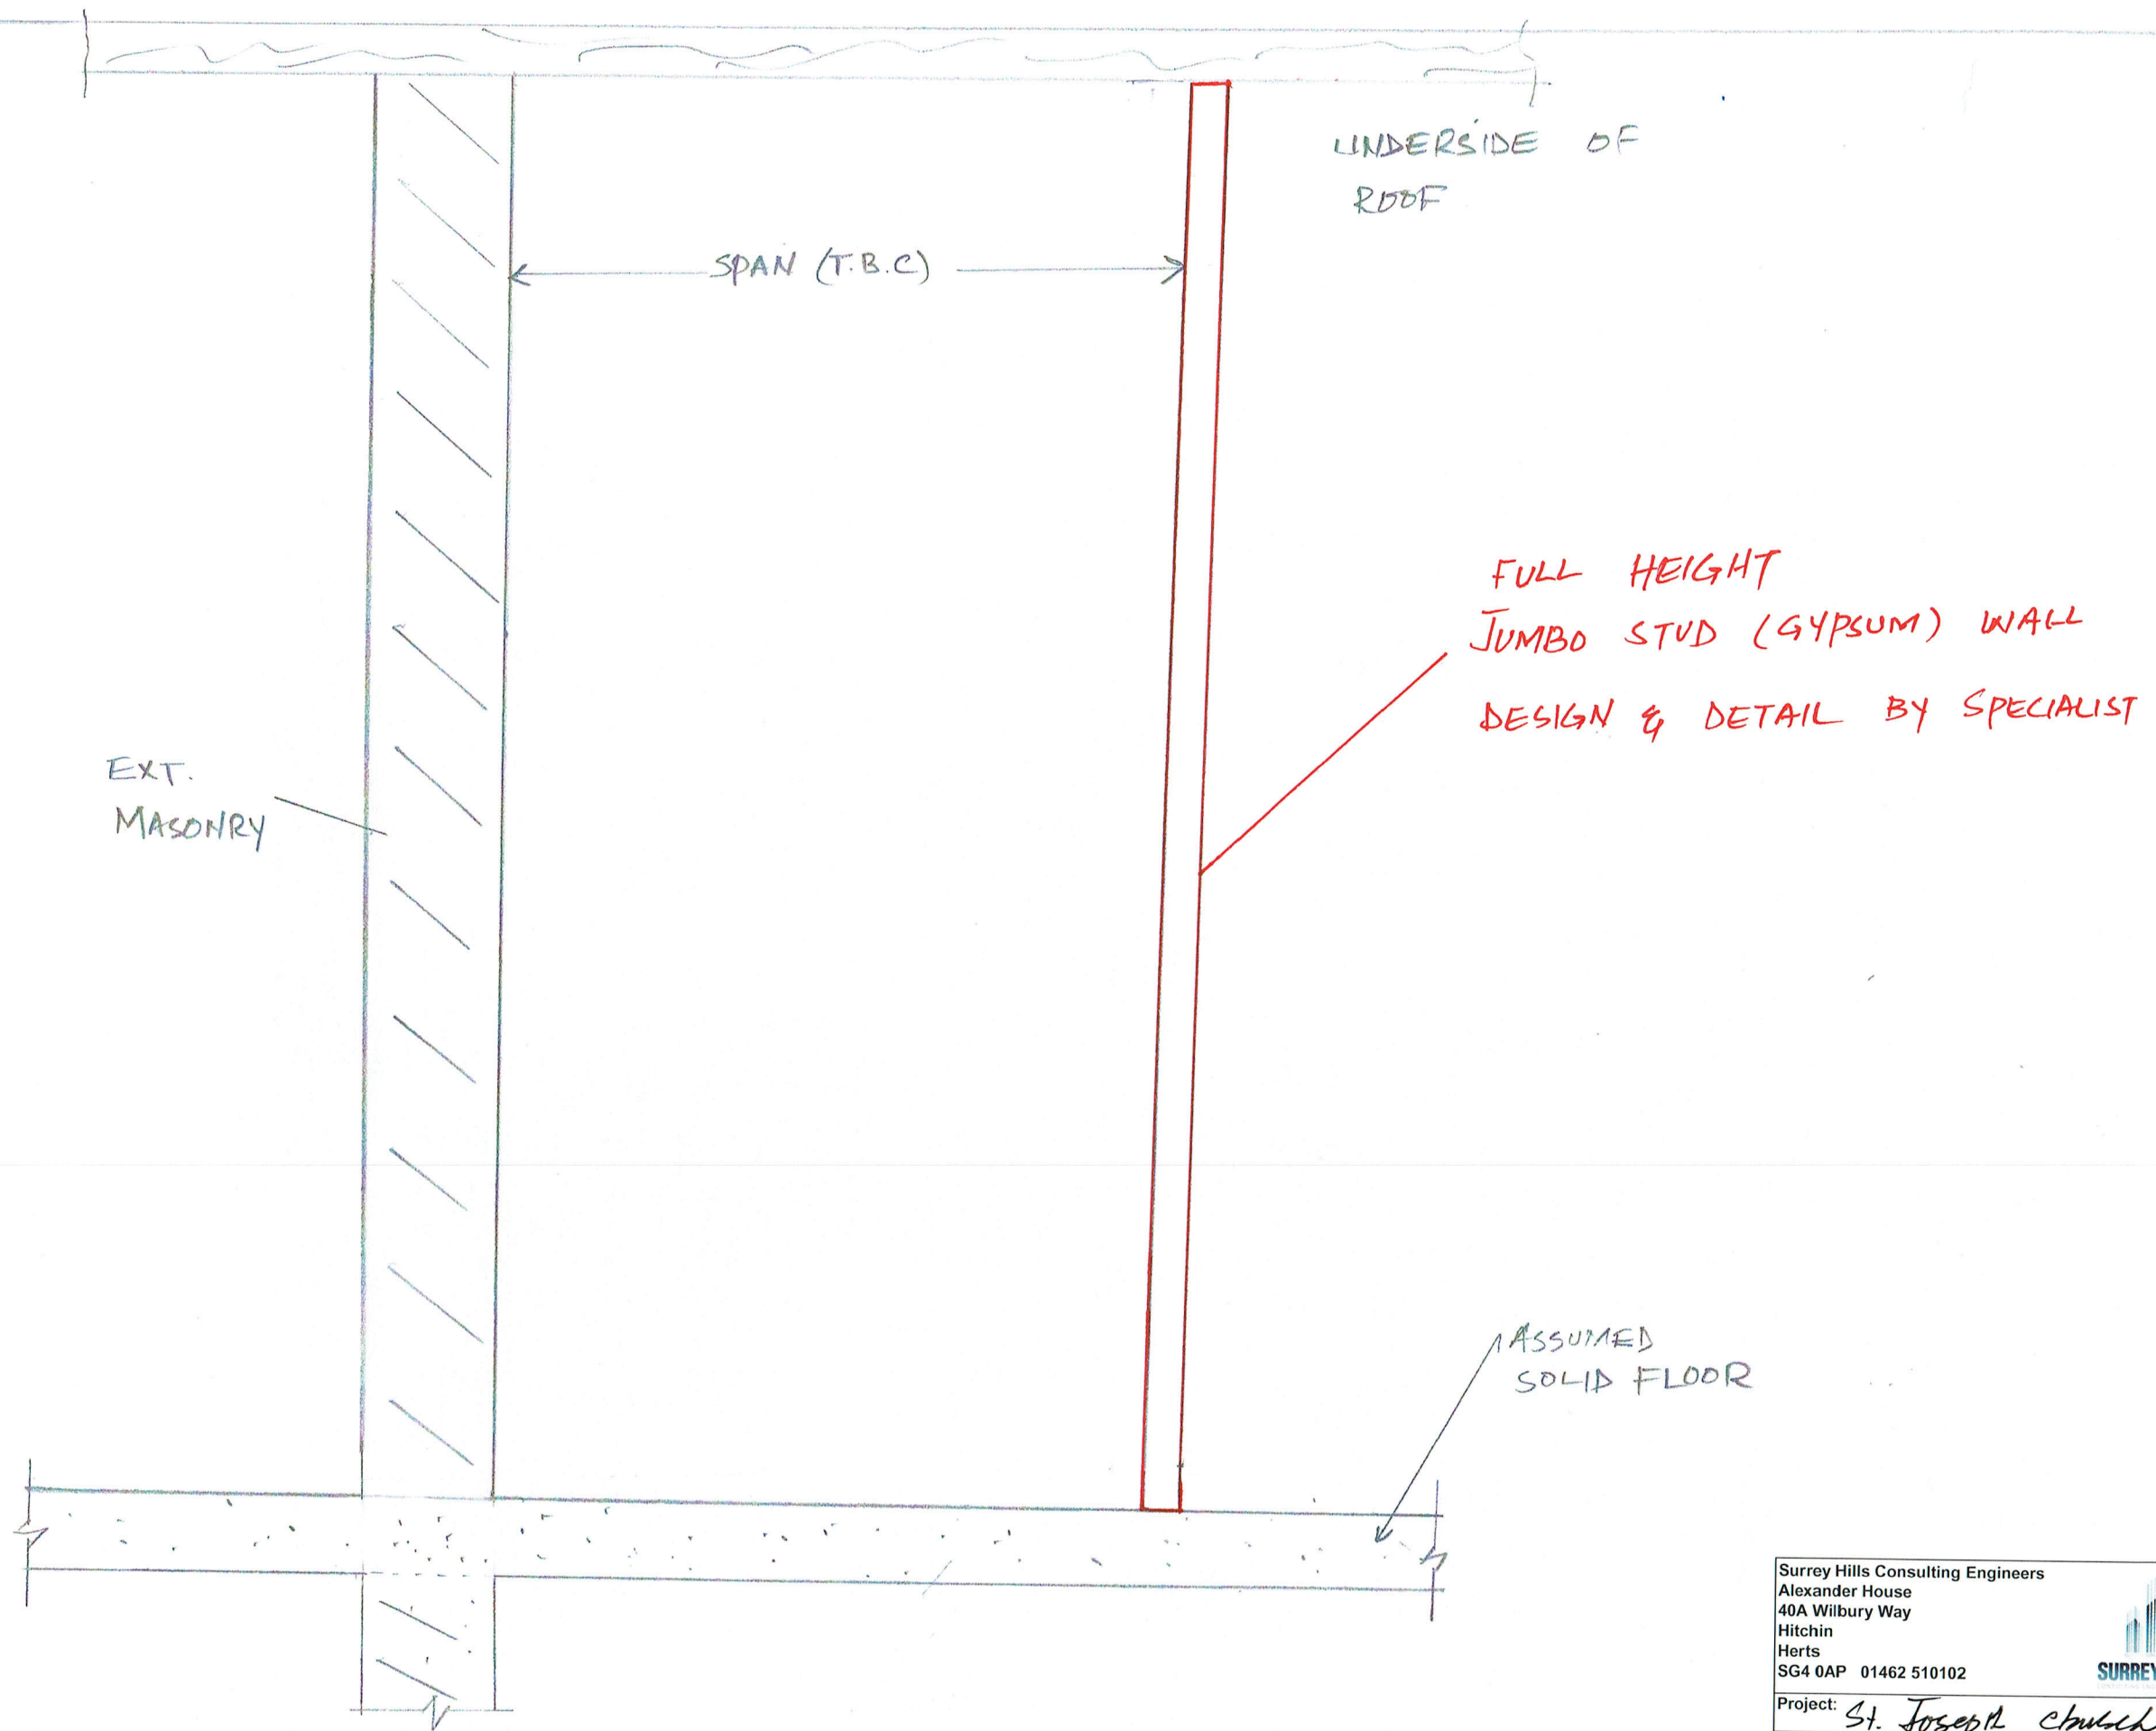 UNDERSIDE OF
ROOF
SPAN (T.B.C)
FULL HEIGHT
JUMBO STUD (GYPSUM) WALL
DESIGN & DETAIL BY SPECIALIST
EXT.
MASONRY
ASSUMED
SOLID FLOOR
Surrey Hills Consulting Engineers
Alexander House
40A Wilbury Way
Hitchin
Herts
SG4 0AP 01462 510102
SURREY
Project: St. Joseph church